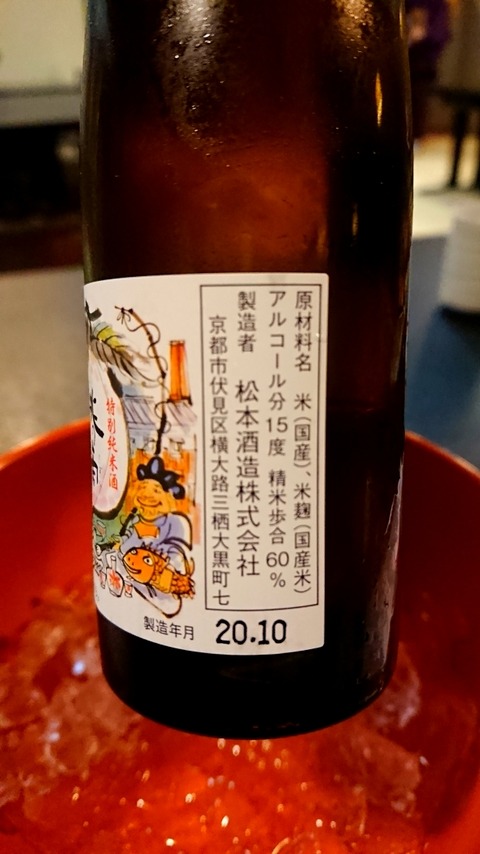 原材料名 米(国産)、米麹(国産米)
アルコール分15度 精米歩合60%
製造者 松本酒造株式会社
京都市伏見区横大路三栖大黒町七
特別純米酒
製造年月 20.10